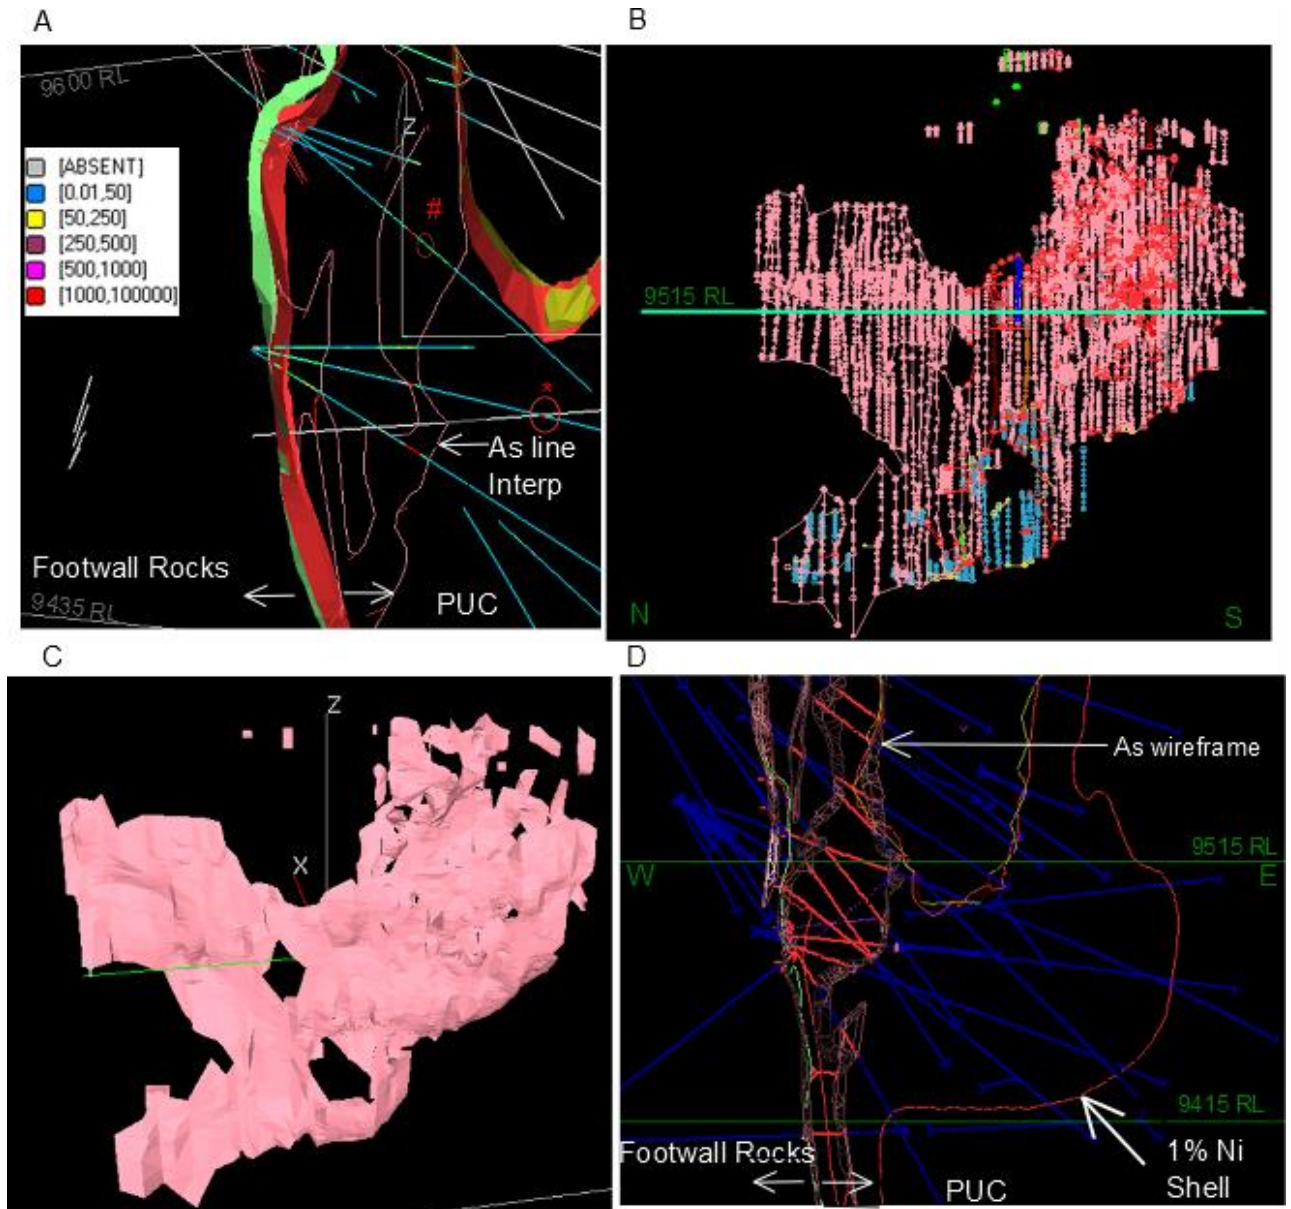 A
9600 RL
Z
[ABSENT]
[0.01,50]
[50,250]
[250,500]
[500,1000]
[1000,100000]
#
*
As line
Interp
Footwall Rocks
PUC
9435 RL
B
9515 RL
N
S
C
Z
X
D
As wireframe
9515 RL
W
E
9415 RL
Footwall Rocks
1% Ni
Shell
PUC